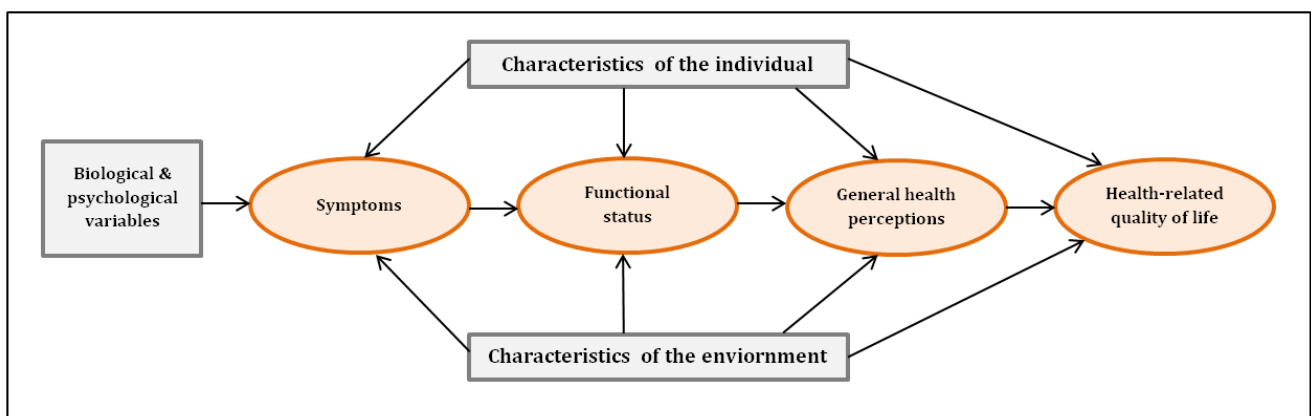 Characteristics of the individual
Biological &
psychological
variables
Symptoms
Functional
status
General health
perceptions
Health-related
quality of life
Characteristics of the enviornment